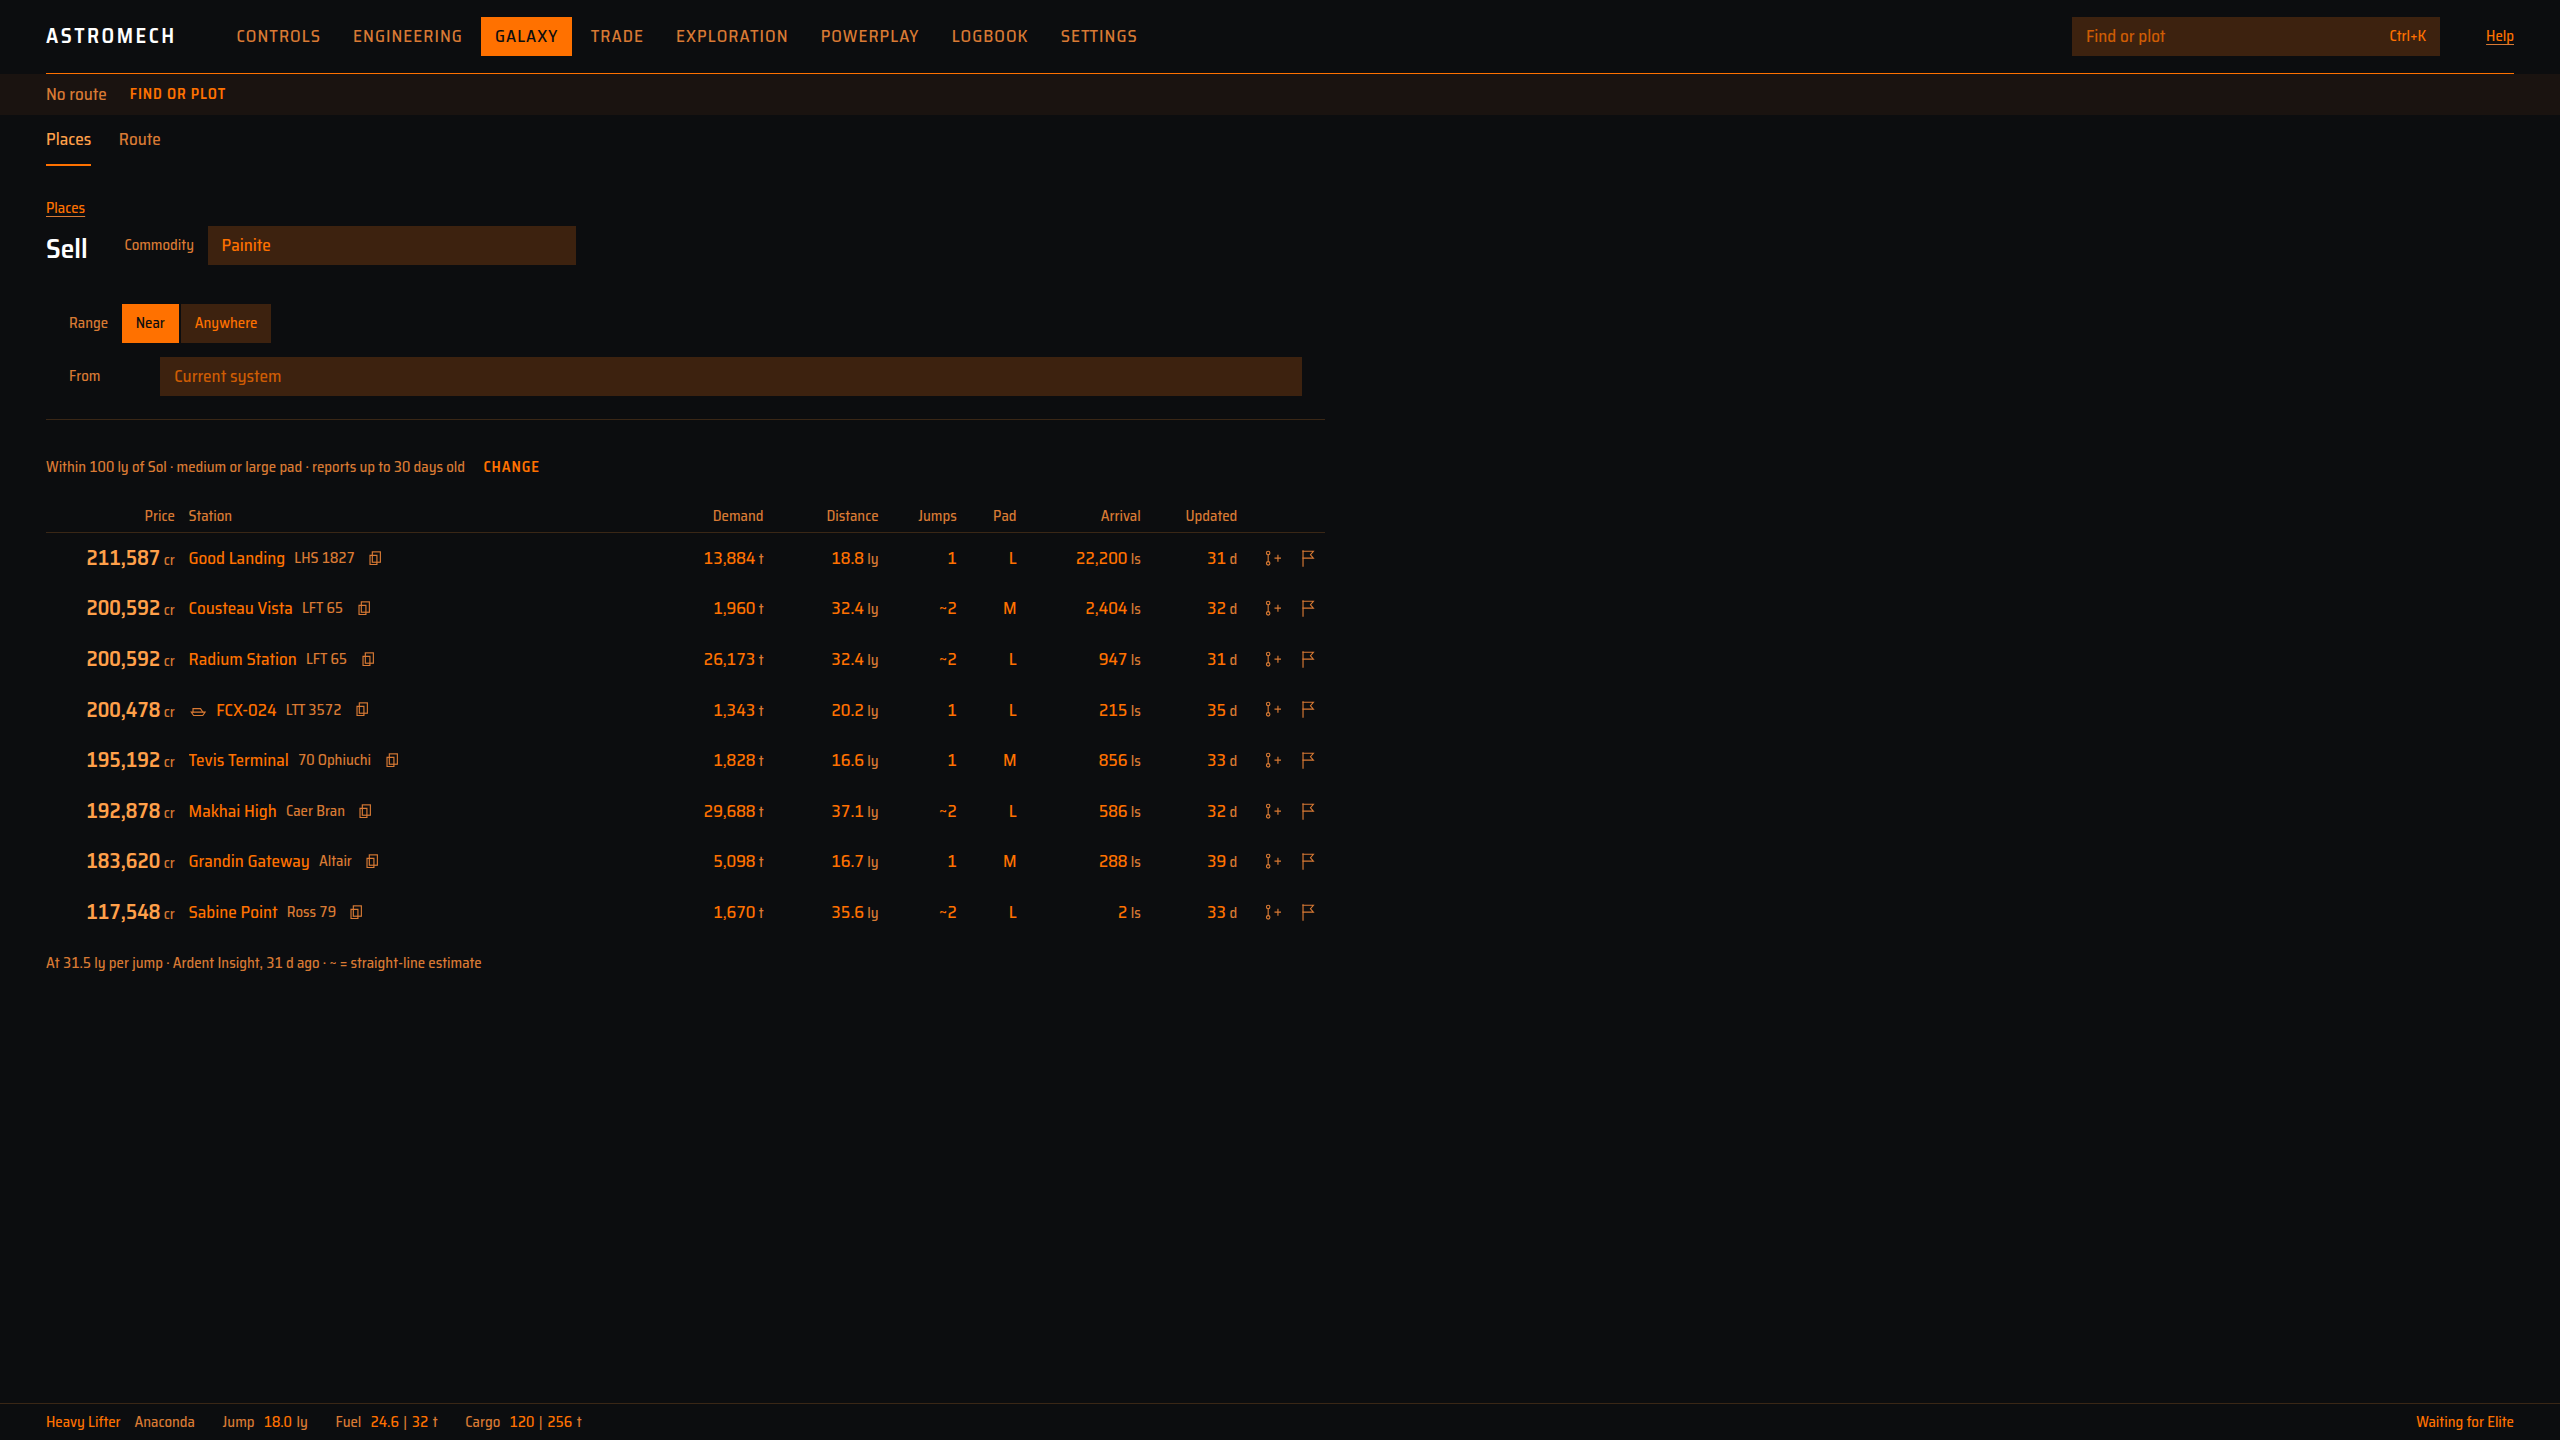 ASTROMECH CONTROLS ENGINEERING GALAXY TRADE EXPLORATION POWERPLAY LOGBOOK SETTINGS Find or plot Ctrl+K Help
No route FIND OR PLOT
Places Route
Places
Sell Commodity Painite
Range Near Anywhere
From Current system
Within 100 ly of Sol · medium or large pad · reports up to 30 days old CHANGE
Price Station Demand Distance Jumps Pad Arrival Updated
211,587 cr Good Landing LHS 1827 13,884 t 18.8 ly 1 L 22,200 ls 31 d
200,592 cr Cousteau Vista LFT 65 1,960 t 32.4 ly ~2 M 2,404 ls 32 d
200,592 cr Radium Station LFT 65 26,173 t 32.4 ly ~2 L 947 ls 31 d
200,478 cr FCX-024 LTT 3572 1,343 t 20.2 ly 1 L 215 ls 35 d
195,192 cr Tevis Terminal 70 Ophiuchi 1,828 t 16.6 ly 1 M 856 ls 33 d
192,878 cr Makhai High Caer Bran 29,688 t 37.1 ly ~2 L 586 ls 32 d
183,620 cr Grandin Gateway Altair 5,098 t 16.7 ly 1 M 288 ls 39 d
117,548 cr Sabine Point Ross 79 1,670 t 35.6 ly ~2 L 2 ls 33 d
At 31.5 ly per jump · Ardent Insight, 31 d ago · ~ = straight-line estimate
Heavy Lifter Anaconda Jump 18.0 ly Fuel 24.6 | 32 t Cargo 120 | 256 t Waiting for Elite